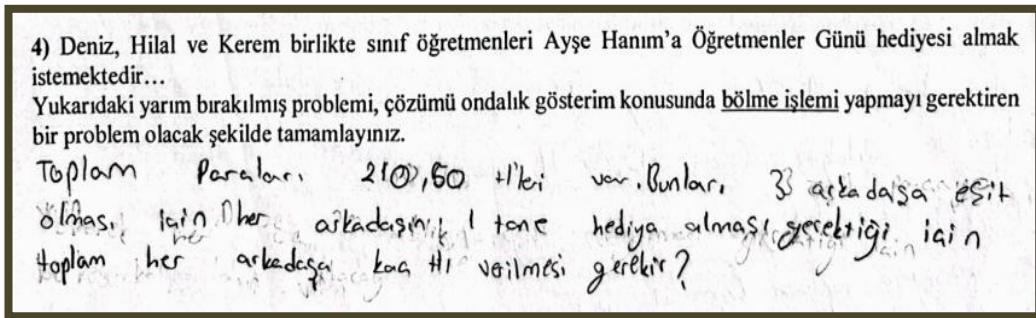 4) Deniz, Hilal ve Kerem birlikte sınıf öğretmenleri Ayşe Hanım’a Öğretmenler Günü hediyesi almak
istemektedir…
Yukarıdaki yarım bırakılmış problemi, çözümü ondalık gösterim konusunda bölme işlemi yapmayı gerektiren
bir problem olacak şekilde tamamlayınız.
Toplam Paraları 210,60 tl'leri var. Bunları 3 arkadaşa eşit
olması için her arkadaşının 1 tane hediye alması gerektiği için
toplam her arkadaşa kaç tl verilmesi gerekir?